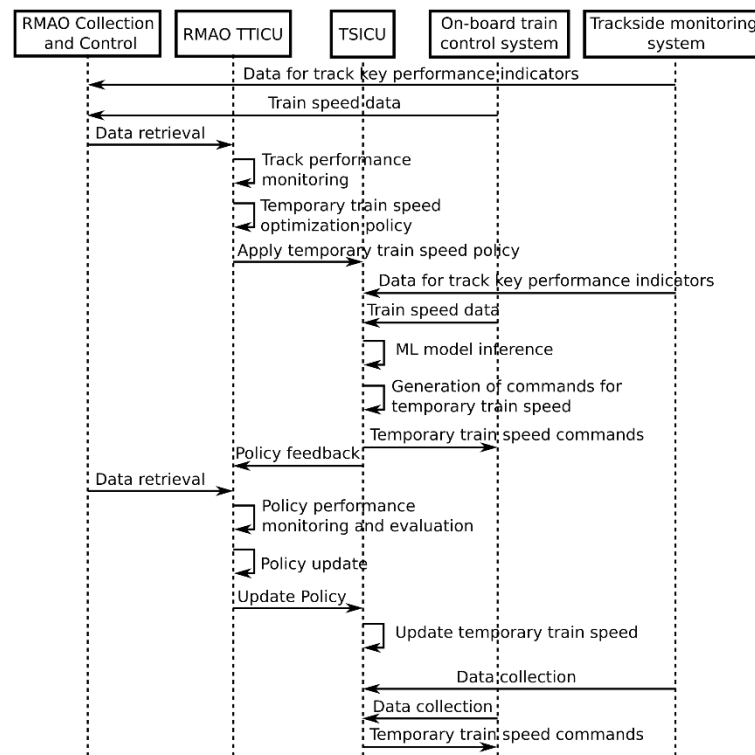 RMAO Collection
and Control
RMAO TTICU
TSICU
On-board train
control system
Trackside monitoring
system
Data for track key performance indicators
Train speed data
Data retrieval
Track performance
monitoring
Temporary train speed
optimization policy
Apply temporary train speed policy
Data for track key performance indicators
Train speed data
ML model inference
Generation of commands for
temporary train speed
Temporary train speed commands
Policy feedback
Data retrieval
Policy performance
monitoring and evaluation
Policy update
Update Policy
Update temporary train speed
Data collection
Data collection
Temporary train speed commands